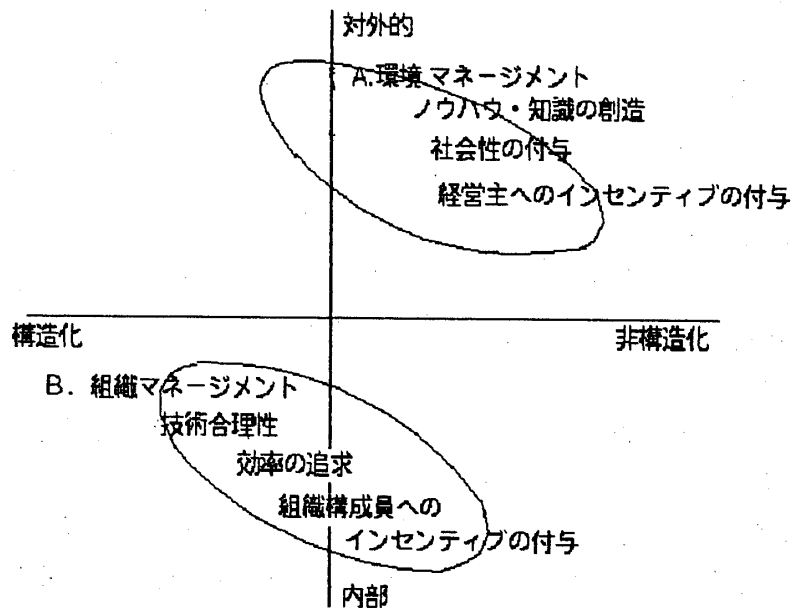 対外的
A.環境マネージメント
ノウハウ・知識の創造
社会性の付与
経営主へのインセンティブの付与
構造化
非構造化
B. 組織マネージメント
技術合理性
効率の追求
組織構成員への
インセンティブの付与
内部